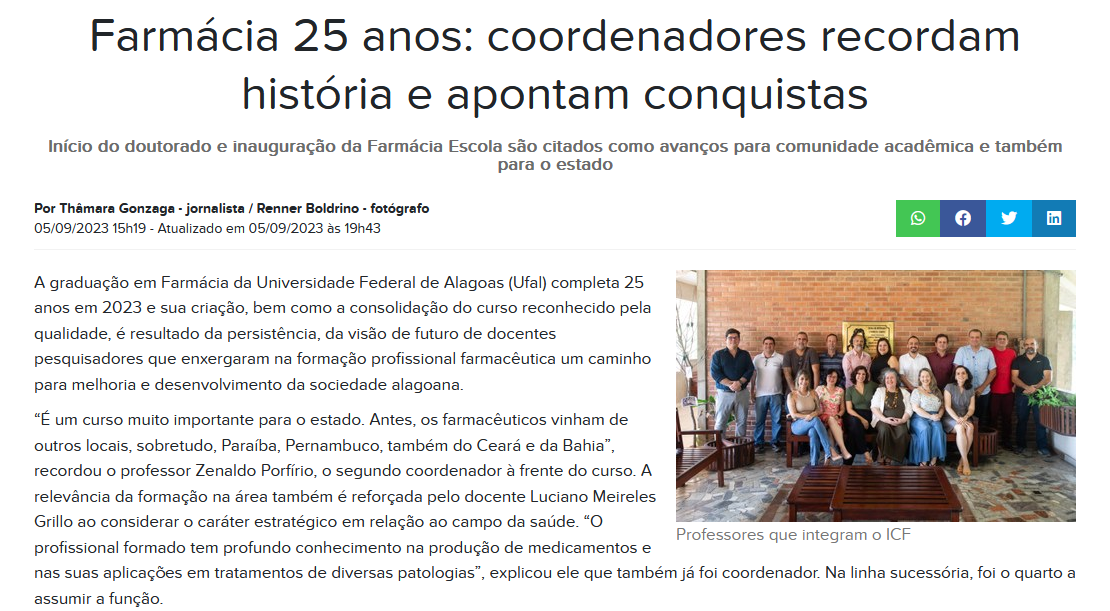 Farmácia 25 anos: coordenadores recordam
história e apontam conquistas
Início do doutorado e inauguração da Farmácia Escola são citados como avanços para comunidade acadêmica e também
para o estado
Por Thâmara Gonzaga - jornalista / Renner Boldrino - fotógrafo
05/09/2023 15h19 - Atualizado em 05/09/2023 às 19h43
A graduação em Farmácia da Universidade Federal de Alagoas (Ufal) completa 25
anos em 2023 e sua criação, bem como a consolidação do curso reconhecido pela
qualidade, é resultado da persistência, da visão de futuro de docentes
pesquisadores que enxergaram na formação profissional farmacêutica um caminho
para melhoria e desenvolvimento da sociedade alagoana.
“É um curso muito importante para o estado. Antes, os farmacêuticos vinham de
outros locais, sobretudo, Paraíba, Pernambuco, também do Ceará e da Bahia”,
recordou o professor Zenaldo Porfírio, o segundo coordenador à frente do curso. A
relevância da formação na área também é reforçada pelo docente Luciano Meireles
Grillo ao considerar o caráter estratégico em relação ao campo da saúde. “O
profissional formado tem profundo conhecimento na produção de medicamentos e
nas suas aplicações em tratamentos de diversas patologias”, explicou ele que também já foi coordenador. Na linha sucessória, foi o quarto a
assumir a função.
Professores que integram o ICF